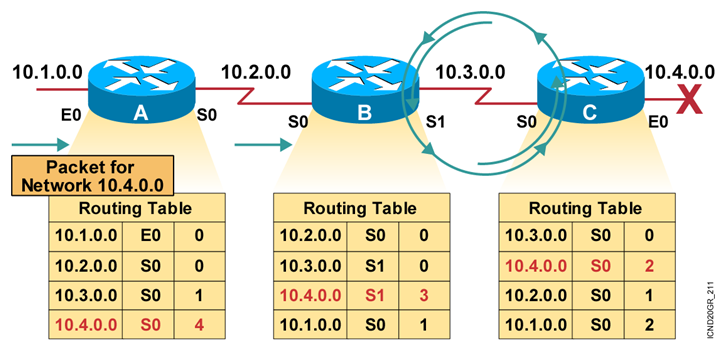 10.1.0.0
10.2.0.0
10.3.0.0
10.4.0.0
A
B
C
X
E0
S0
S0
S1
S0
E0
Packet for
Network 10.4.0.0
Routing Table
10.1.0.0 E0 0
10.2.0.0 S0 0
10.3.0.0 S0 1
10.4.0.0 S0 4
Routing Table
10.2.0.0 S0 0
10.3.0.0 S1 0
10.4.0.0 S1 3
10.1.0.0 S0 1
Routing Table
10.3.0.0 S0 0
10.4.0.0 S0 2
10.2.0.0 S0 1
10.1.0.0 S0 2
ICND20GR_211